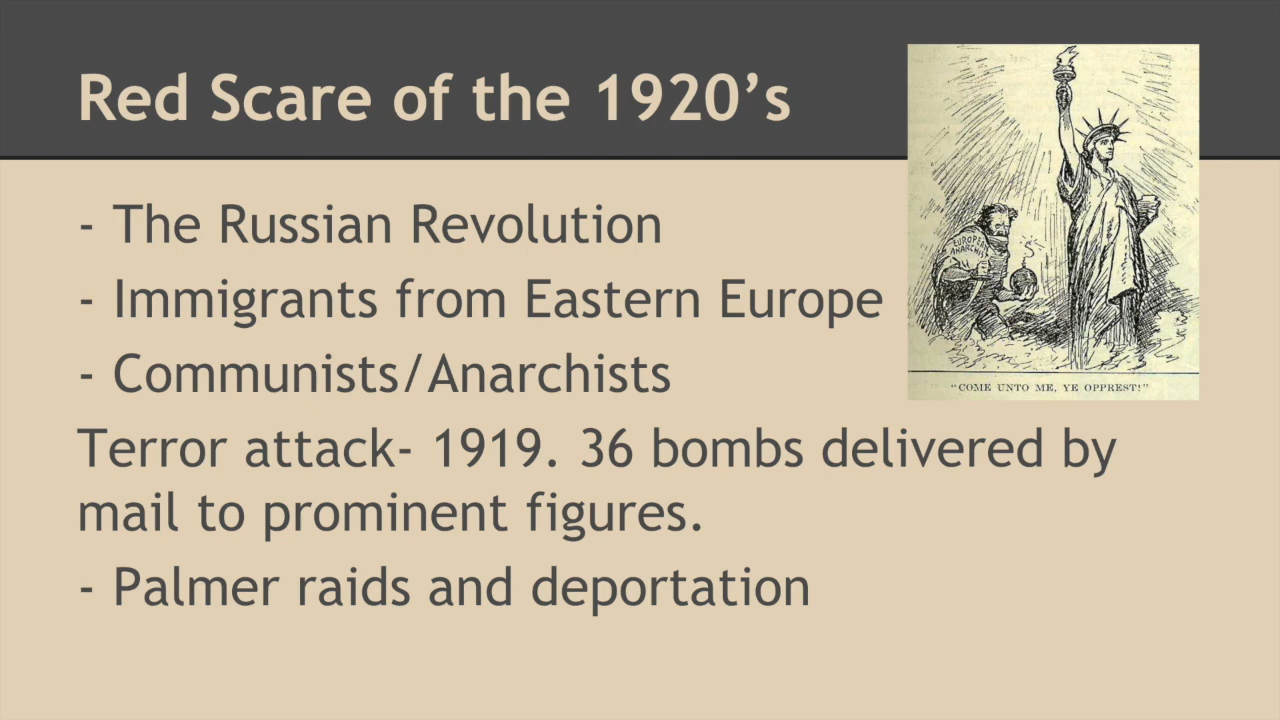 Red Scare of the 1920’s
- The Russian Revolution
- Immigrants from Eastern Europe
- Communists/Anarchists
Terror attack- 1919. 36 bombs delivered by
mail to prominent figures.
- Palmer raids and deportation
EUROPEAN
ANARCHIST
"COME UNTO ME, YE OPPREST!"